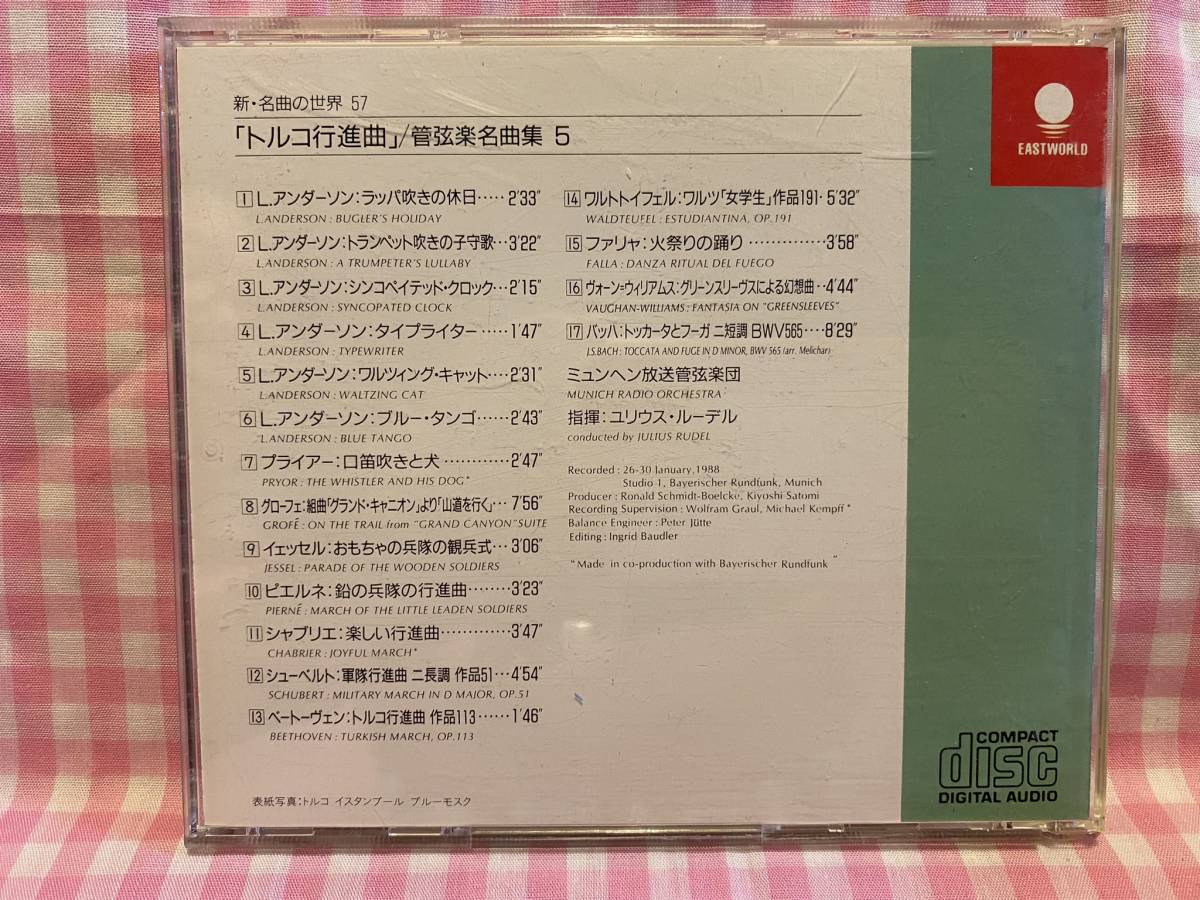 新・名曲の世界 57
「トルコ行進曲」/管弦楽名曲集 5
1 L.アンダーソン:ラッパ吹きの休日‥‥‥2'33"
L.ANDERSON : BUGLER'S HOLIDAY
2 L.アンダーソン:トランペット吹きの子守歌…3'22"
L.ANDERSON : A TRUMPETER'S LULLABY
3 L.アンダーソン:シンコペイテッド・クロック…2'15"
L.ANDERSON : SYNCOPATED CLOCK
4 L.アンダーソン:タイプライター ‥‥‥1'47"
L.ANDERSON : TYPEWRITER
5 L.アンダーソン:ワルツィング・キャット‥‥2'31"
L.ANDERSON : WALTZING CAT
6 L.アンダーソン:ブルー・タンゴ‥‥‥2'43"
L.ANDERSON : BLUE TANGO
7 プライアー:口笛吹きと犬 ‥‥‥‥‥‥2'47"
PRYOR : THE WHISTLER AND HIS DOG*
8 グローフェ:組曲「グランド・キャニオン」より「山道を行く」… 7'56"
GROFÉ : ON THE TRAIL from "GRAND CANYON" SUITE
9 イェッセル:おもちゃの兵隊の観兵式…3'06"
JESSEL : PARADE OF THE WOODEN SOLDIERS
10 ピエルネ:鉛の兵隊の行進曲‥‥‥‥3'23"
PIERNÉ : MARCH OF THE LITTLE LEADEN SOLDIERS
11 シャブリエ:楽しい行進曲‥‥‥‥‥‥3'47"
CHABRIER : JOYFUL MARCH*
12 シューベルト:軍隊行進曲 ニ長調 作品51…4'54"
SCHUBERT : MILITARY MARCH IN D MAJOR, OP.51
13 ベートーヴェン:トルコ行進曲 作品113‥‥‥1'46"
BEETHOVEN : TURKISH MARCH, OP.113
表紙写真:トルコ イスタンブール ブルーモスク
14 ワルトトイフェル:ワルツ「女学生」作品191・5'32"
WALDTEUFEL : ESTUDIANTINA, OP.191
15 ファリャ:火祭りの踊り ‥‥‥‥‥‥3'58"
FALLA : DANZA RITUAL DEL FUEGO
16 ヴォーン=ウィリアムス:グリーンスリーヴスによる幻想曲‥4'44"
VAUGHAN-WILLIAMS : FANTASIA ON "GREENSLEEVES"
17 バッハ:トッカータとフーガ ニ短調 BWV565‥‥8'29"
J.S.BACH : TOCCATA AND FUGE IN D MINOR, BWV 565 (arr. Melichar)
ミュンヘン放送管弦楽団
MUNICH RADIO ORCHESTRA
指揮:ユリウス・ルーデル
conducted by JULIUS RUDEL
Recorded : 26-30 January, 1988
Studio 1, Bayerischer Rundfunk, Munich
Producer : Ronald Schmidt-Boelcke, Kiyoshi Satomi
Recording Supervision : Wolfram Graul, Michael Kempff*
Balance Engineer : Peter Jütte
Editing : Ingrid Baudler
"Made in co-production with Bayerischer Rundfunk"
EASTWORLD
COMPACT
disc
DIGITAL AUDIO